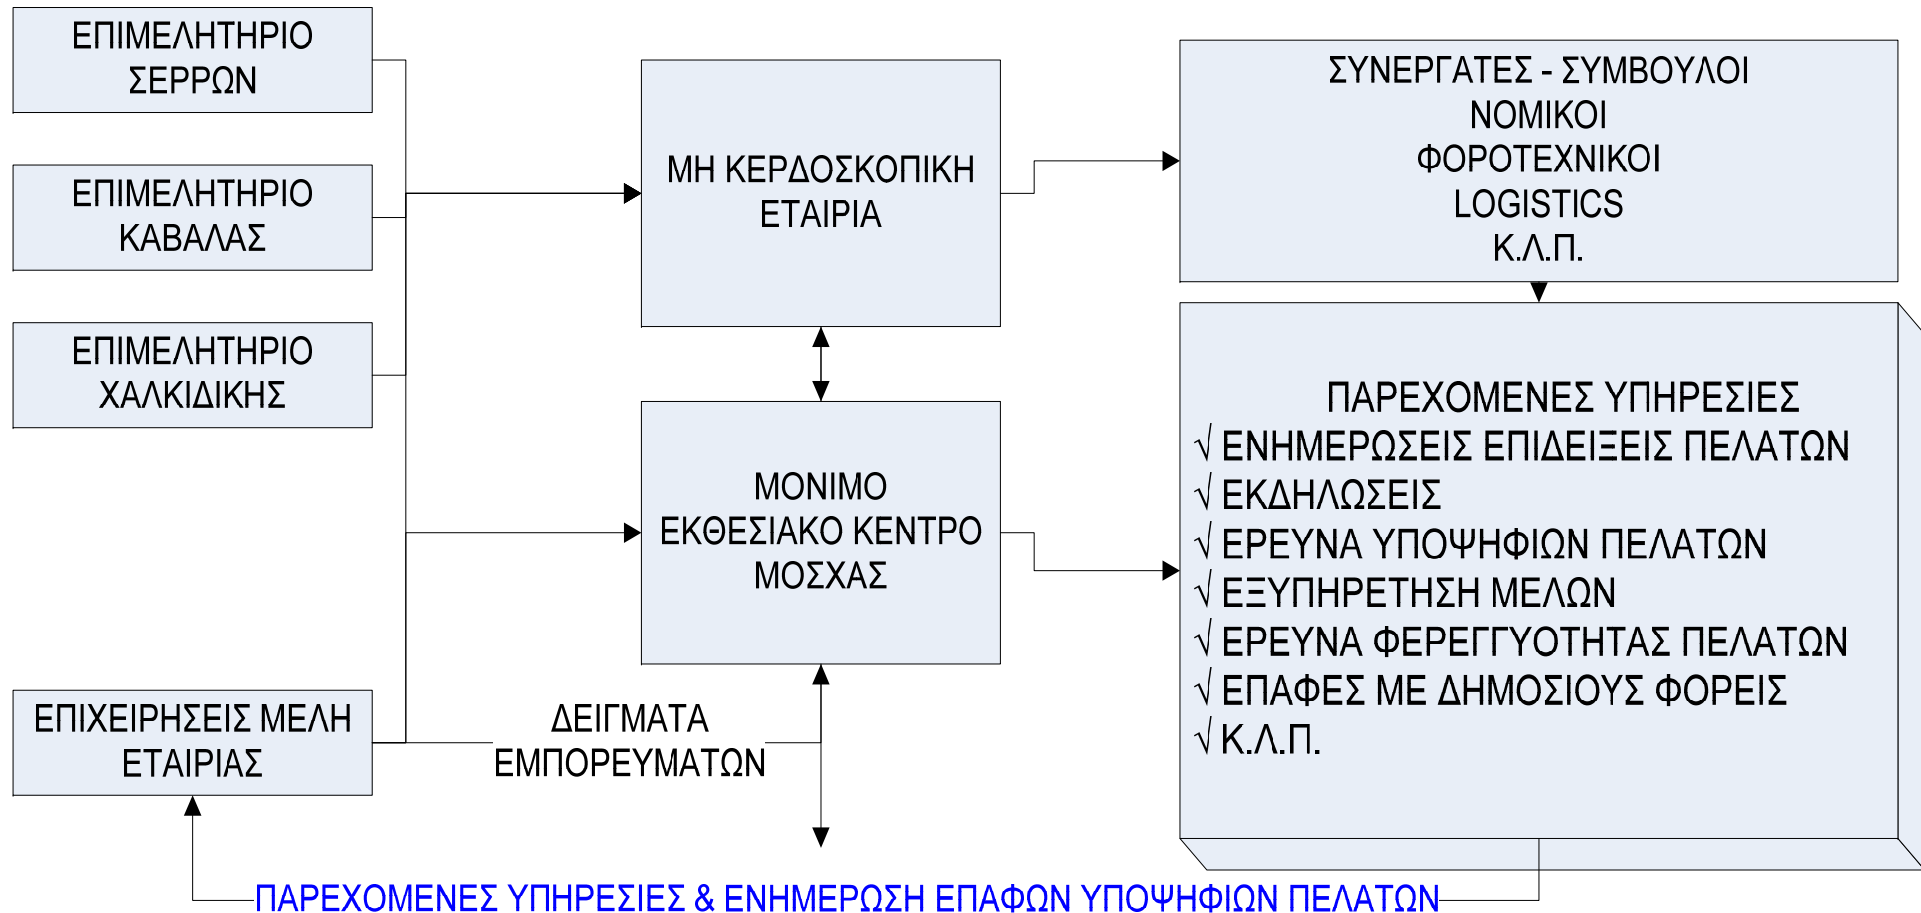 ΕΠΙΜΕΛΗΤΗΡΙΟ
ΣΕΡΡΩΝ
ΕΠΙΜΕΛΗΤΗΡΙΟ
ΚΑΒΑΛΑΣ
ΕΠΙΜΕΛΗΤΗΡΙΟ
ΧΑΛΚΙΔΙΚΗΣ
ΕΠΙΧΕΙΡΗΣΕΙΣ ΜΕΛΗ
ΕΤΑΙΡΙΑΣ
ΜΗ ΚΕΡΔΟΣΚΟΠΙΚΗ
ΕΤΑΙΡΙΑ
ΜΟΝΙΜΟ
ΕΚΘΕΣΙΑΚΟ ΚΕΝΤΡΟ
ΜΟΣΧΑΣ
ΔΕΙΓΜΑΤΑ
ΕΜΠΟΡΕΥΜΑΤΩΝ
ΣΥΝΕΡΓΑΤΕΣ - ΣΥΜΒΟΥΛΟΙ
ΝΟΜΙΚΟΙ
ΦΟΡΟΤΕΧΝΙΚΟΙ
LOGISTICS
Κ.Λ.Π.
ΠΑΡΕΧΟΜΕΝΕΣ ΥΠΗΡΕΣΙΕΣ
√ ΕΝΗΜΕΡΩΣΕΙΣ ΕΠΙΔΕΙΞΕΙΣ ΠΕΛΑΤΩΝ
√ ΕΚΔΗΛΩΣΕΙΣ
√ ΕΡΕΥΝΑ ΥΠΟΨΗΦΙΩΝ ΠΕΛΑΤΩΝ
√ ΕΞΥΠΗΡΕΤΗΣΗ ΜΕΛΩΝ
√ ΕΡΕΥΝΑ ΦΕΡΕΓΓΥΟΤΗΤΑΣ ΠΕΛΑΤΩΝ
√ ΕΠΑΦΕΣ ΜΕ ΔΗΜΟΣΙΟΥΣ ΦΟΡΕΙΣ
√ Κ.Λ.Π.
ΠΑΡΕΧΟΜΕΝΕΣ ΥΠΗΡΕΣΙΕΣ & ΕΝΗΜΕΡΩΣΗ ΕΠΑΦΩΝ ΥΠΟΨΗΦΙΩΝ ΠΕΛΑΤΩΝ